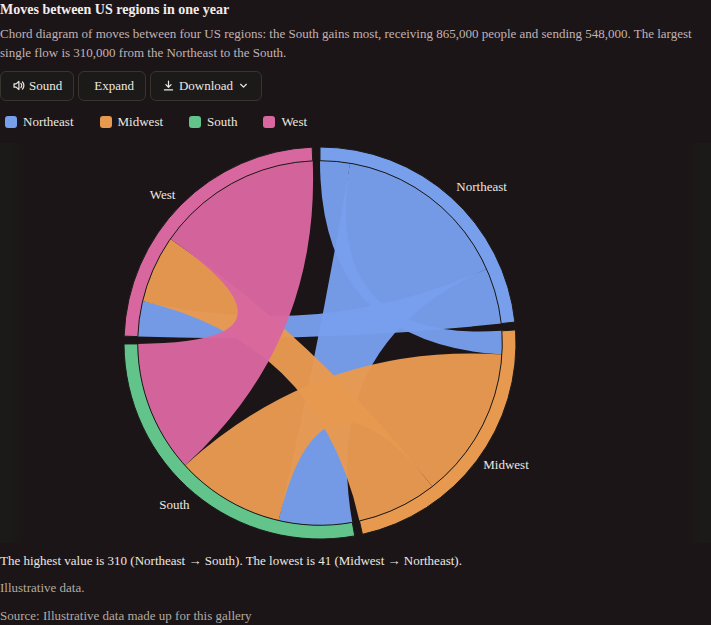 Moves between US regions in one year
Chord diagram of moves between four US regions: the South gains most, receiving 865,000 people and sending 548,000. The largest
single flow is 310,000 from the Northeast to the South.
Sound Expand Download
Northeast Midwest South West
West
Northeast
Midwest
South
The highest value is 310 (Northeast → South). The lowest is 41 (Midwest → Northeast).
Illustrative data.
Source: Illustrative data made up for this gallery